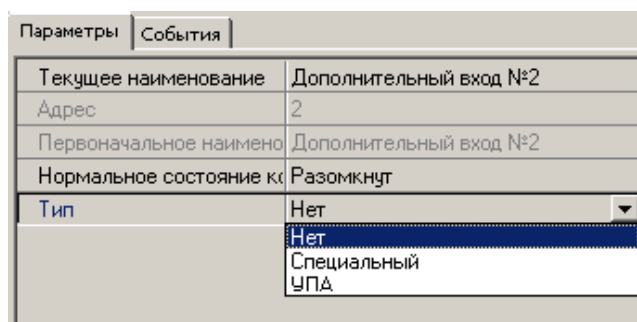 Параметры События
Текущее наименование Дополнительный вход №2
Адрес 2
Первоначальное наимено Дополнительный вход №2
Нормальное состояние ко Разомкнут
Тип Нет
Нет
Специальный
УПА